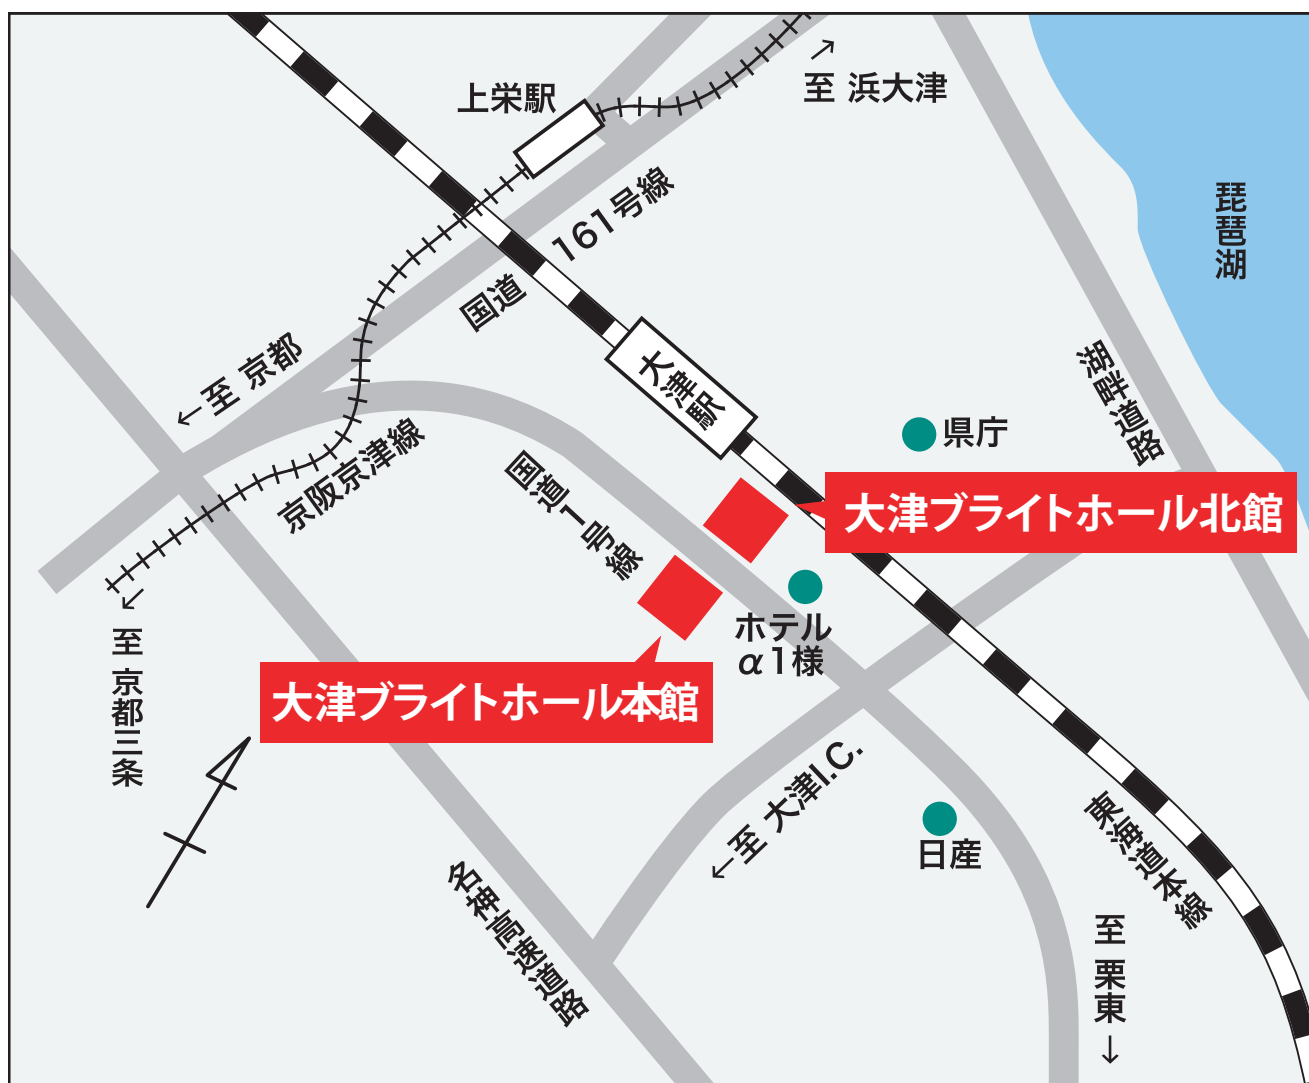 上栄駅
至 浜大津
琵琶湖
国道 161号線
至 京都
大津駅
湖畔道路
県庁
京阪京津線
国道1号線
大津ブライトホール北館
ホテル
α1様
至 京都三条
大津ブライトホール本館
至 大津I.C.
日産
東海道本線
名神高速道路
至 栗東